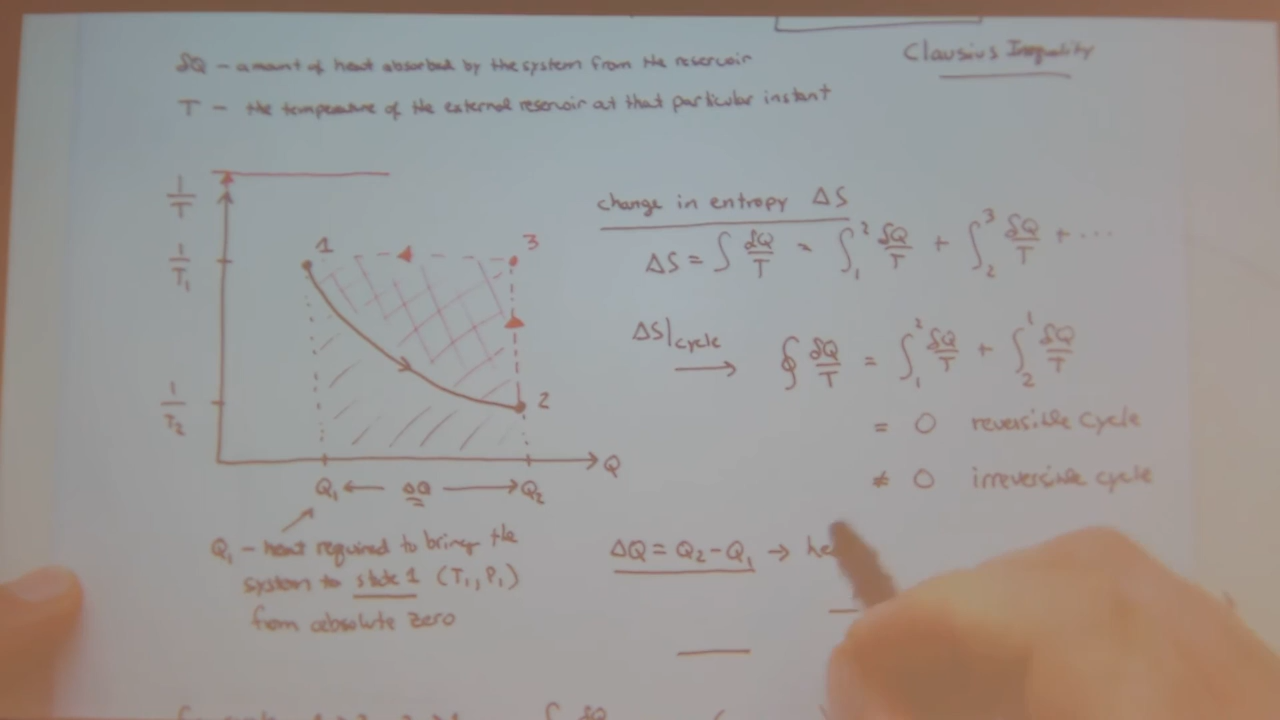 Clausius Inequality
δQ – amount of heat absorbed by the system from the reservoir
T – the temperature of the external reservoir at that particular instant
1/T
1/T₁
1/T₂
1
3
2
Q
Q₁ ← ΔQ → Q₂
Q₁ – heat required to bring the
system to state 1 (T₁, P₁)
from absolute zero
change in entropy ΔS
ΔS = ∫ δQ/T = ∫₁² δQ/T + ∫₂³ δQ/T + ...
ΔS|cycle → ∮ δQ/T = ∫₁² δQ/T + ∫₂¹ δQ/T
= 0 reversible cycle
≠ 0 irreversible cycle
ΔQ = Q₂ – Q₁ → he